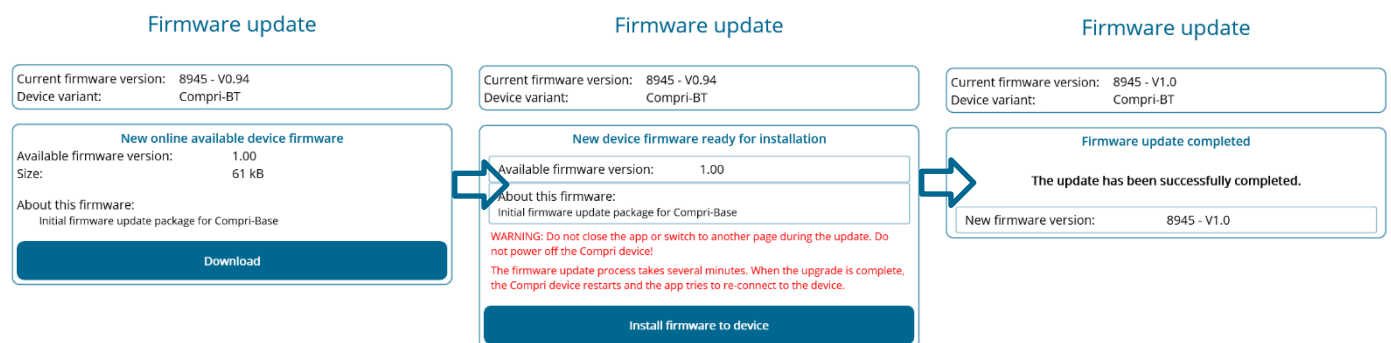 Firmware update
Current firmware version: 8945 - V0.94
Device variant: Compri-BT
New online available device firmware
Available firmware version: 1.00
Size: 61 kB
About this firmware:
Initial firmware update package for Compri-Base
Download
Firmware update
Current firmware version: 8945 - V0.94
Device variant: Compri-BT
New device firmware ready for installation
Available firmware version: 1.00
About this firmware:
Initial firmware update package for Compri-Base
WARNING: Do not close the app or switch to another page during the update. Do
not power off the Compri device!
The firmware update process takes several minutes. When the upgrade is complete,
the Compri device restarts and the app tries to re-connect to the device.
Install firmware to device
Firmware update
Current firmware version: 8945 - V1.0
Device variant: Compri-BT
Firmware update completed
The update has been successfully completed.
New firmware version: 8945 - V1.0